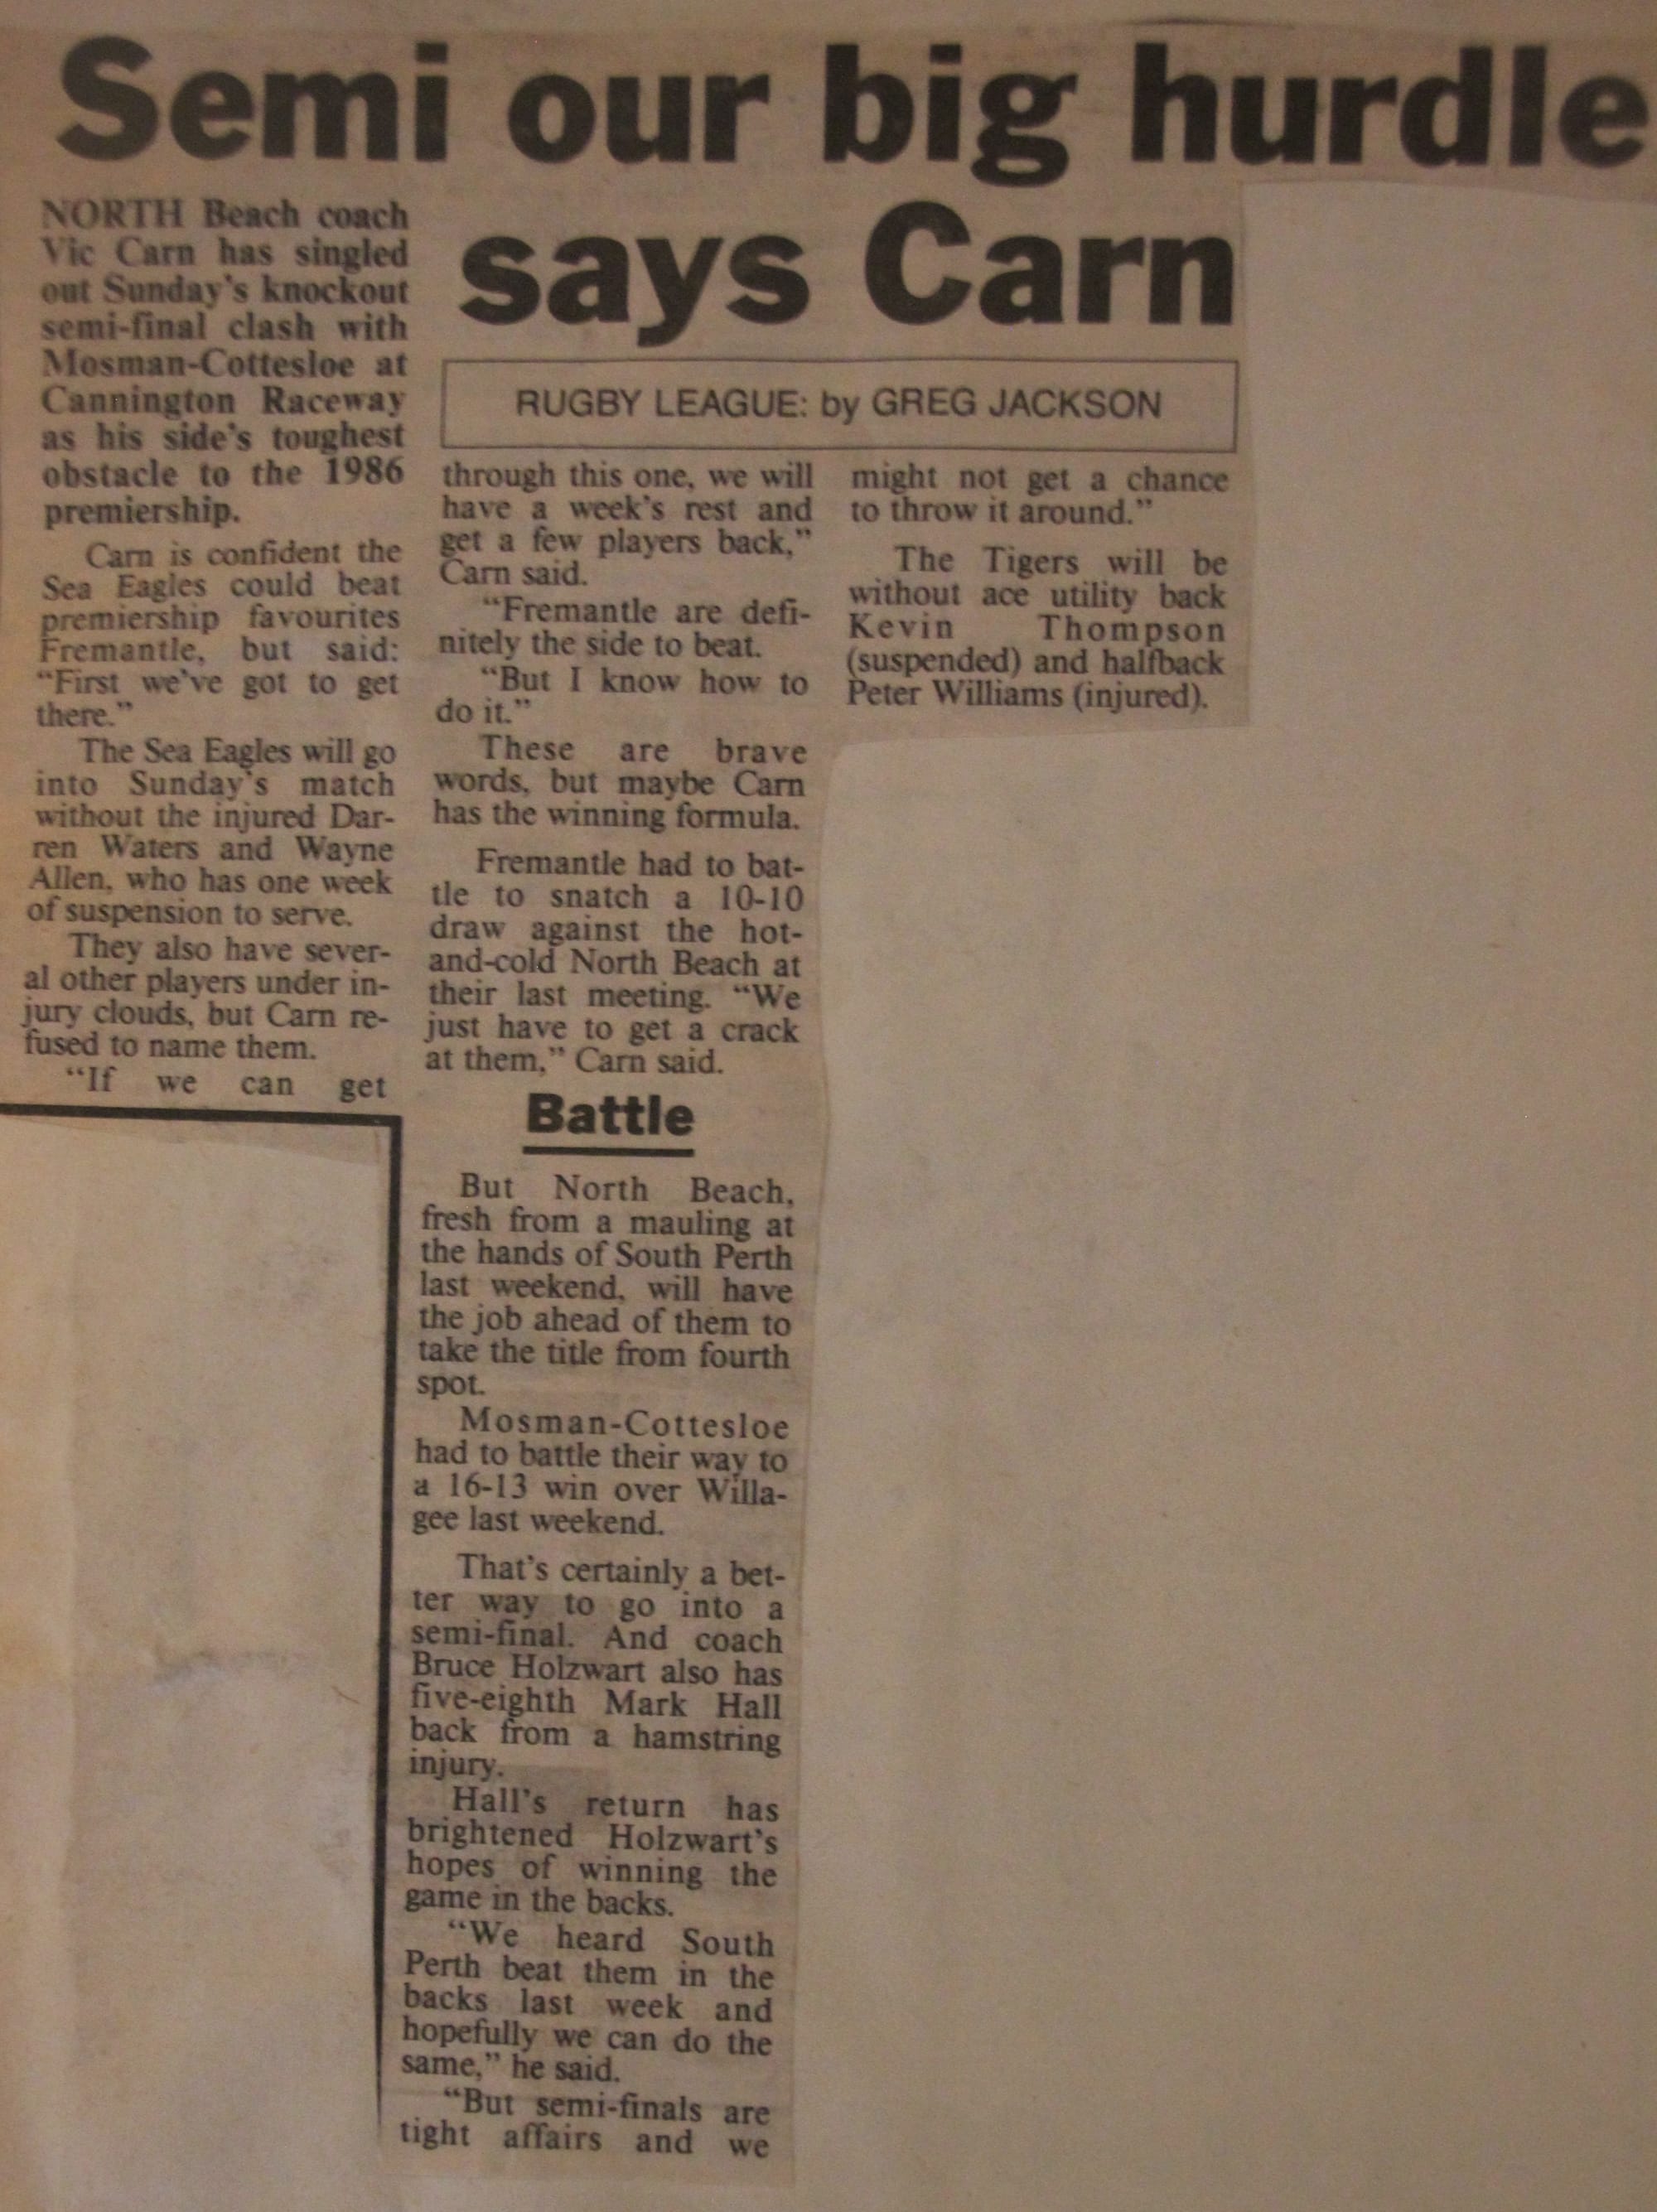 Semi our big hurdle
says Carn
RUGBY LEAGUE: by GREG JACKSON
NORTH Beach coach
Vic Carn has singled
out Sunday's knockout
semi-final clash with
Mosman-Cottesloe at
Cannington Raceway
as his side's toughest
obstacle to the 1986
premiership.
Carn is confident the
Sea Eagles could beat
premiership favourites
Fremantle, but said:
“First we've got to get
there.”
The Sea Eagles will go
into Sunday's match
without the injured Dar-
ren Waters and Wayne
Allen, who has one week
of suspension to serve.
They also have sever-
al other players under in-
jury clouds, but Carn re-
fused to name them.
“If we can get
through this one, we will
have a week's rest and
get a few players back,”
Carn said.
“Fremantle are defi-
nitely the side to beat.
“But I know how to
do it.”
These are brave
words, but maybe Carn
has the winning formula.
Fremantle had to bat-
tle to snatch a 10-10
draw against the hot-
and-cold North Beach at
their last meeting. “We
just have to get a crack
at them,” Carn said.
Battle
But North Beach,
fresh from a mauling at
the hands of South Perth
last weekend, will have
the job ahead of them to
take the title from fourth
spot.
Mosman-Cottesloe
had to battle their way to
a 16-13 win over Willa-
gee last weekend.
That's certainly a bet-
ter way to go into a
semi-final. And coach
Bruce Holzwart also has
five-eighth Mark Hall
back from a hamstring
injury.
Hall's return has
brightened Holzwart's
hopes of winning the
game in the backs.
“We heard South
Perth beat them in the
backs last week and
hopefully we can do the
same,” he said.
“But semi-finals are
tight affairs and we
might not get a chance
to throw it around.”
The Tigers will be
without ace utility back
Kevin Thompson
(suspended) and halfback
Peter Williams (injured).